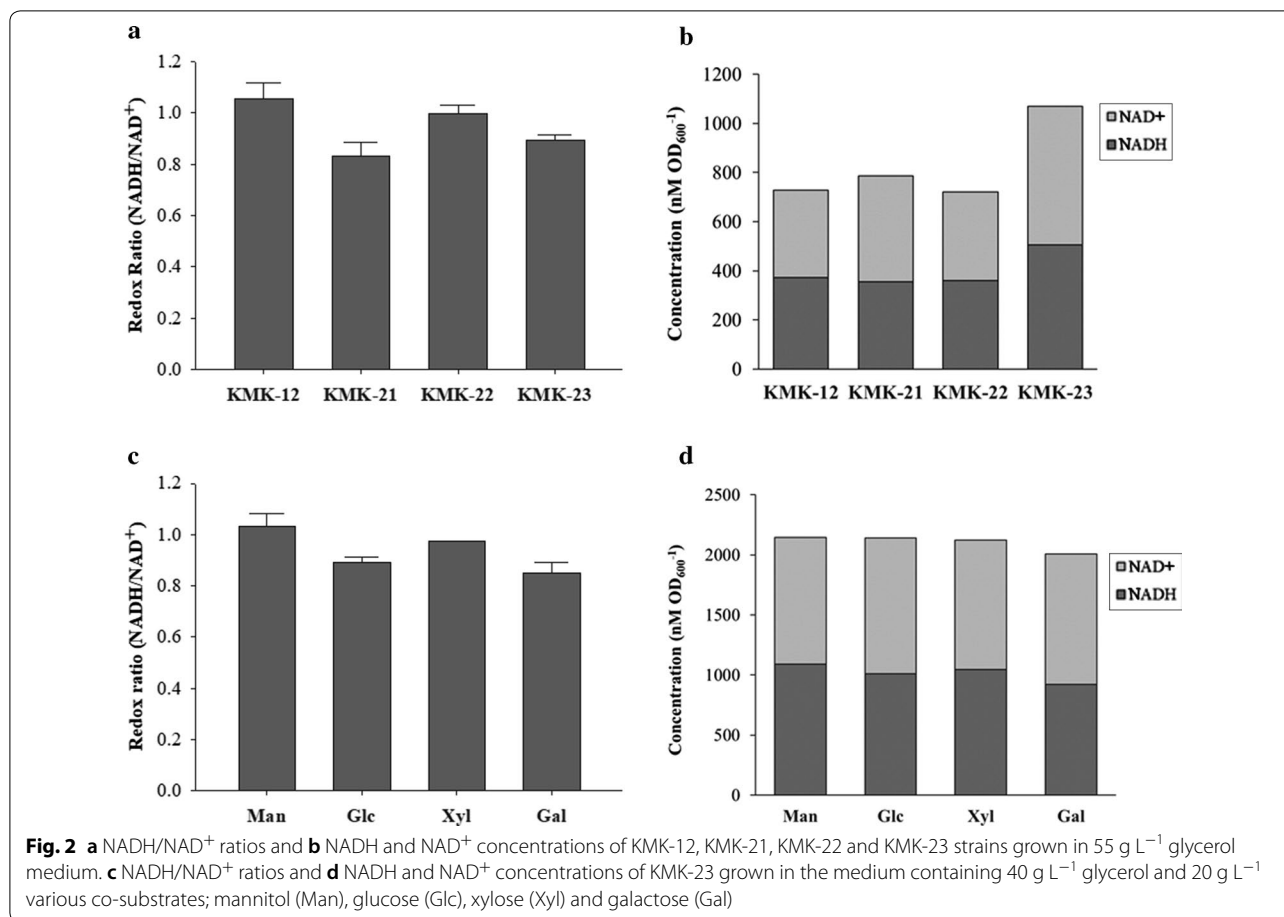 a
1.2
1.0
0.8
0.6
0.4
0.2
0.0
Redox Ratio (NADH/NAD⁺)
KMK-12 KMK-21 KMK-22 KMK-23
b
1200
1000
800
600
400
200
0
Concentration (nM OD₆₀₀⁻¹)
KMK-12 KMK-21 KMK-22 KMK-23
NAD+
NADH
c
1.2
1.0
0.8
0.6
0.4
0.2
0.0
Redox ratio (NADH/NAD⁺)
Man Glc Xyl Gal
d
2500
2000
1500
1000
500
0
Concentration (nM OD₆₀₀⁻¹)
Man Glc Xyl Gal
NAD+
NADH
Fig. 2 a NADH/NAD⁺ ratios and b NADH and NAD⁺ concentrations of KMK-12, KMK-21, KMK-22 and KMK-23 strains grown in 55 g L⁻¹ glycerol
medium. c NADH/NAD⁺ ratios and d NADH and NAD⁺ concentrations of KMK-23 grown in the medium containing 40 g L⁻¹ glycerol and 20 g L⁻¹
various co-substrates; mannitol (Man), glucose (Glc), xylose (Xyl) and galactose (Gal)